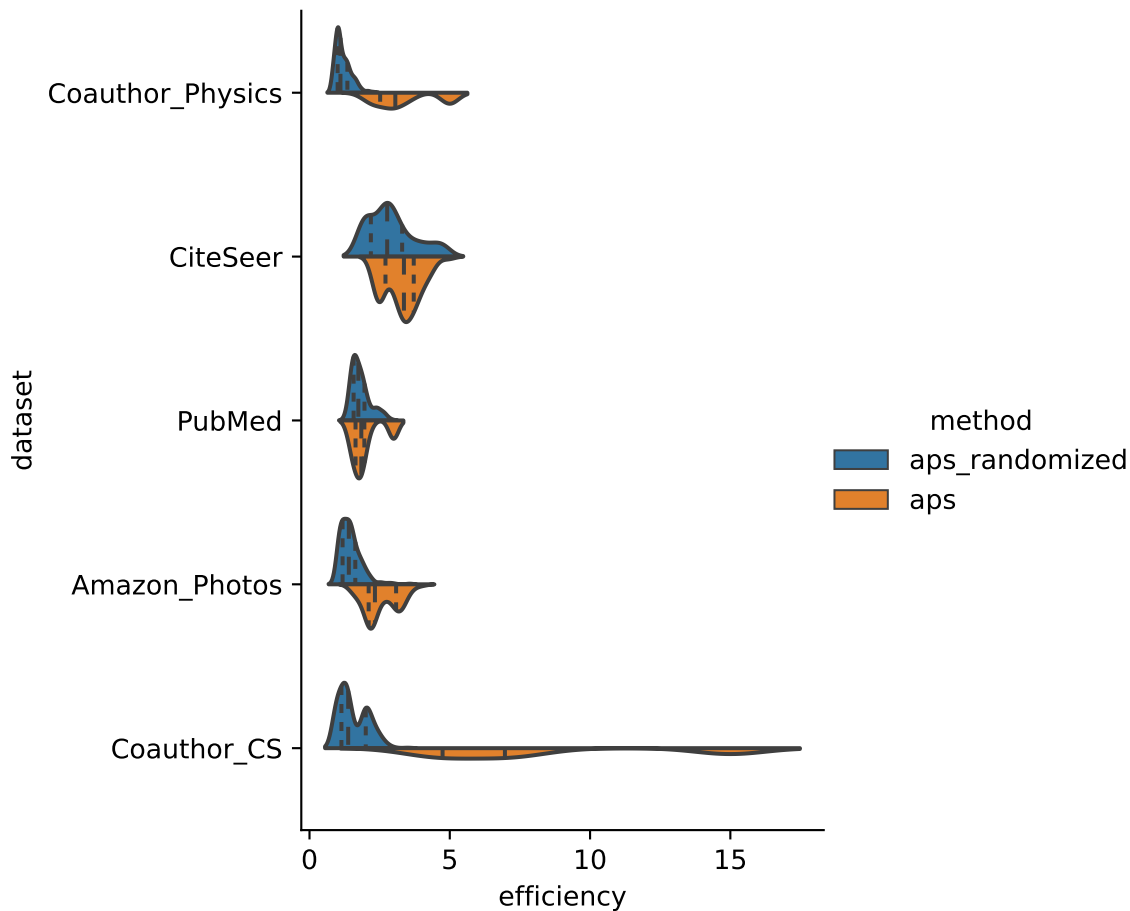 Coauthor_Physics
CiteSeer
PubMed
Amazon_Photos
Coauthor_CS
dataset
0 5 10 15
efficiency
method
aps_randomized
aps